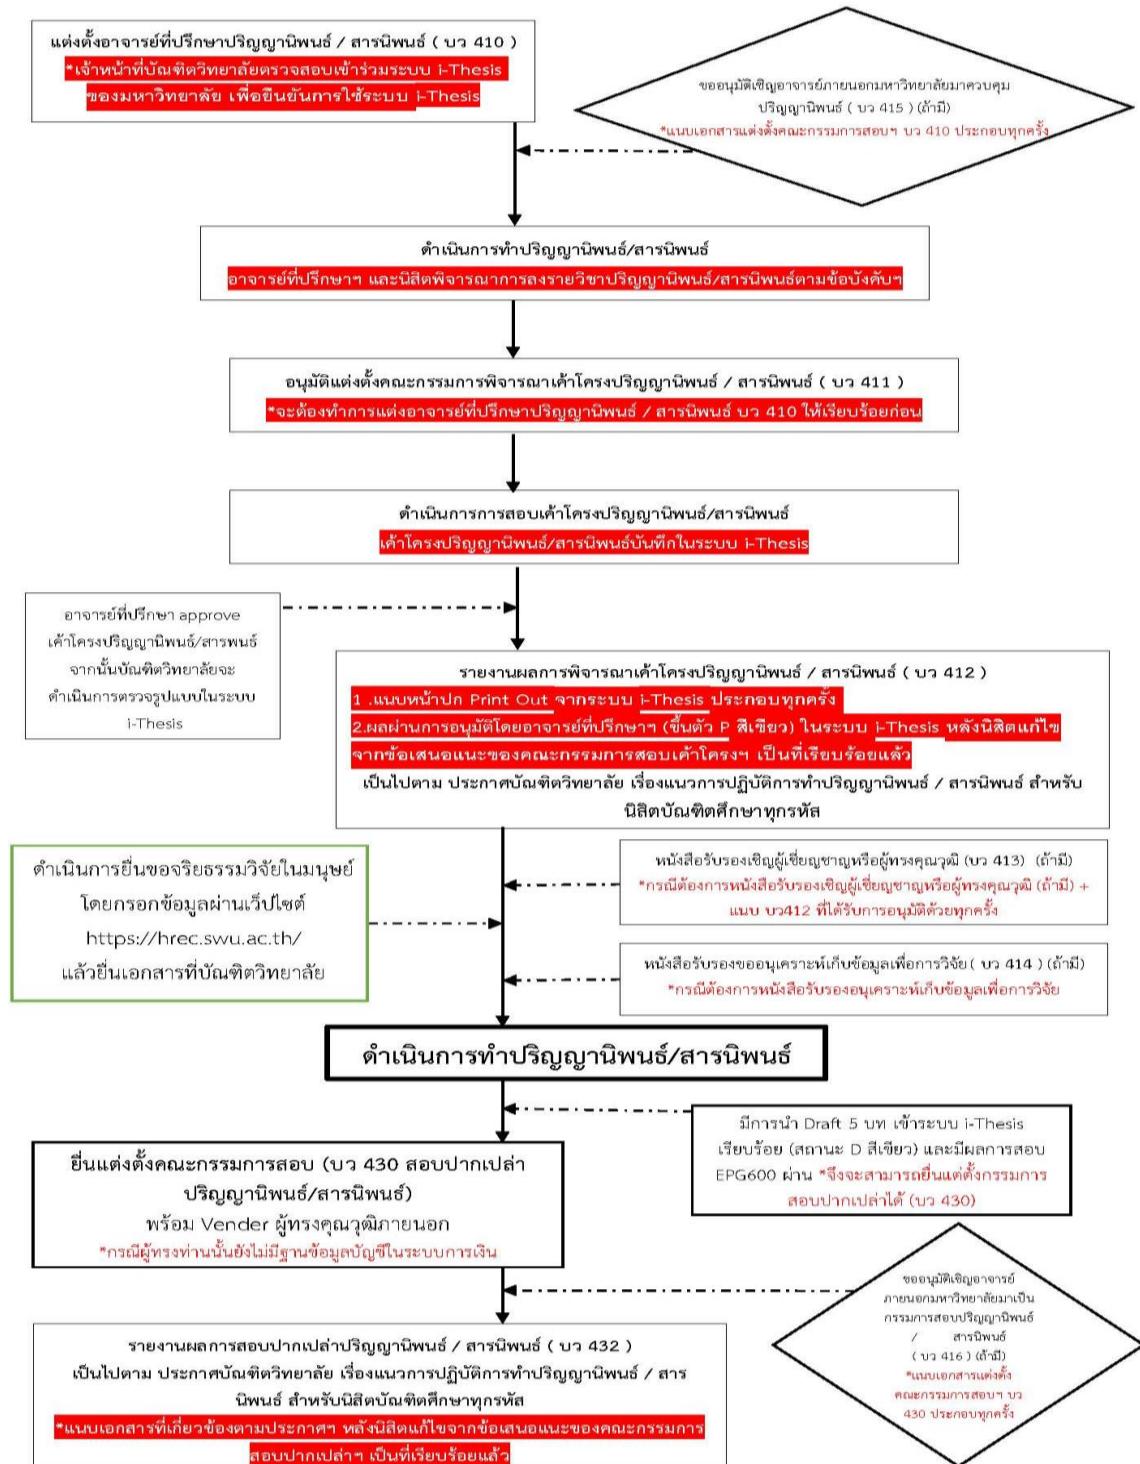 แต่งตั้งอาจารย์ที่ปรึกษาปริญญานิพนธ์ / สารนิพนธ์ ( บว 410 )
*เจ้าหน้าที่บัณฑิตวิทยาลัยตรวจสอบเข้าร่วมระบบ i-Thesis
ของมหาวิทยาลัย เพื่อยืนยันการใช้ระบบ i-Thesis
ขออนุมัติเชิญอาจารย์ภายนอกมหาวิทยาลัยมาควบคุม
ปริญญานิพนธ์ ( บว 415 ) (ถ้ามี)
*แนบเอกสารแต่งตั้งคณะกรรมการสอบฯ บว 410 ประกอบทุกครั้ง
ดำเนินการทำปริญญานิพนธ์/สารนิพนธ์
อาจารย์ที่ปรึกษาฯ และนิสิตพิจารณาการลงรายวิชาปริญญานิพนธ์/สารนิพนธ์ตามข้อบังคับฯ
อนุมัติแต่งตั้งคณะกรรมการพิจารณาเค้าโครงปริญญานิพนธ์ / สารนิพนธ์ ( บว 411 )
*จะต้องทำการแต่งอาจารย์ที่ปรึกษาปริญญานิพนธ์ / สารนิพนธ์ บว 410 ให้เรียบร้อยก่อน
ดำเนินการการสอบเค้าโครงปริญญานิพนธ์/สารนิพนธ์
เค้าโครงปริญญานิพนธ์/สารนิพนธ์บันทึกในระบบ i-Thesis
อาจารย์ที่ปรึกษา approve
เค้าโครงปริญญานิพนธ์/สารพนธ์
จากนั้นบัณฑิตวิทยาลัยจะ
ดำเนินการตรวจรูปแบบในระบบ
i-Thesis
รายงานผลการพิจารณาเค้าโครงปริญญานิพนธ์ / สารนิพนธ์ ( บว 412 )
1 .แนบหน้าปก Print Out จากระบบ i-Thesis ประกอบทุกครั้ง
2.ผลผ่านการอนุมัติโดยอาจารย์ที่ปรึกษาฯ (ขึ้นตัว P สีเขียว) ในระบบ i-Thesis หลังนิสิตแก้ไข
จากข้อเสนอแนะของคณะกรรมการสอบเค้าโครงฯ เป็นที่เรียบร้อยแล้ว
เป็นไปตาม ประกาศบัณฑิตวิทยาลัย เรื่องแนวการปฏิบัติการทำปริญญานิพนธ์ / สารนิพนธ์ สำหรับ
นิสิตบัณฑิตศึกษาทุกรหัส
ดำเนินการยื่นขอจริยธรรมวิจัยในมนุษย์
โดยกรอกข้อมูลผ่านเว็ปไซต์
https://hrec.swu.ac.th/
แล้วยื่นเอกสารที่บัณฑิตวิทยาลัย
หนังสือรับรองเชิญผู้เชี่ยญชาญหรือผู้ทรงคุณวุฒิ (บว 413) (ถ้ามี)
*กรณีต้องการหนังสือรับรองเชิญผู้เชี่ยญชาญหรือผู้ทรงคุณวุฒิ (ถ้ามี) +
แนบ บว412 ที่ได้รับการอนุมัติด้วยทุกครั้ง
หนังสือรับรองขออนุเคราะห์เก็บข้อมูลเพื่อการวิจัย( บว 414 ) (ถ้ามี)
*กรณีต้องการหนังสือรับรองอนุเคราะห์เก็บข้อมูลเพื่อการวิจัย
ดำเนินการทำปริญญานิพนธ์/สารนิพนธ์
มีการนำ Draft 5 บท เข้าระบบ i-Thesis
เรียบร้อย (สถานะ D สีเขียว) และมีผลการสอบ
EPG600 ผ่าน *จึงจะสามารถยื่นแต่ตั้งกรรมการ
สอบปากเปล่าได้ (บว 430)
ยื่นแต่งตั้งคณะกรรมการสอบ (บว 430 สอบปากเปล่า
ปริญญานิพนธ์/สารนิพนธ์)
พร้อม Vender ผู้ทรงคุณวุฒิภายนอก
*กรณีผู้ทรงท่านนั้นยังไม่มีฐานข้อมูลบัญชีในระบบการเงิน
ขออนุมัติเชิญอาจารย์
ภายนอกมหาวิทยาลัยมาเป็น
กรรมการสอบปริญญานิพนธ์
/ สารนิพนธ์
( บว 416 ) (ถ้ามี)
*แนบเอกสารแต่งตั้ง
คณะกรรมการสอบฯ บว
430 ประกอบทุกครั้ง
รายงานผลการสอบปากเปล่าปริญญานิพนธ์ / สารนิพนธ์ ( บว 432 )
เป็นไปตาม ประกาศบัณฑิตวิทยาลัย เรื่องแนวการปฏิบัติการทำปริญญานิพนธ์ / สาร
นิพนธ์ สำหรับนิสิตบัณฑิตศึกษาทุกรหัส
*แนบเอกสารที่เกี่ยวข้องตามประกาศฯ หลังนิสิตแก้ไขจากข้อเสนอแนะของคณะกรรมการ
สอบปากเปล่าฯ เป็นที่เรียบร้อยแล้ว